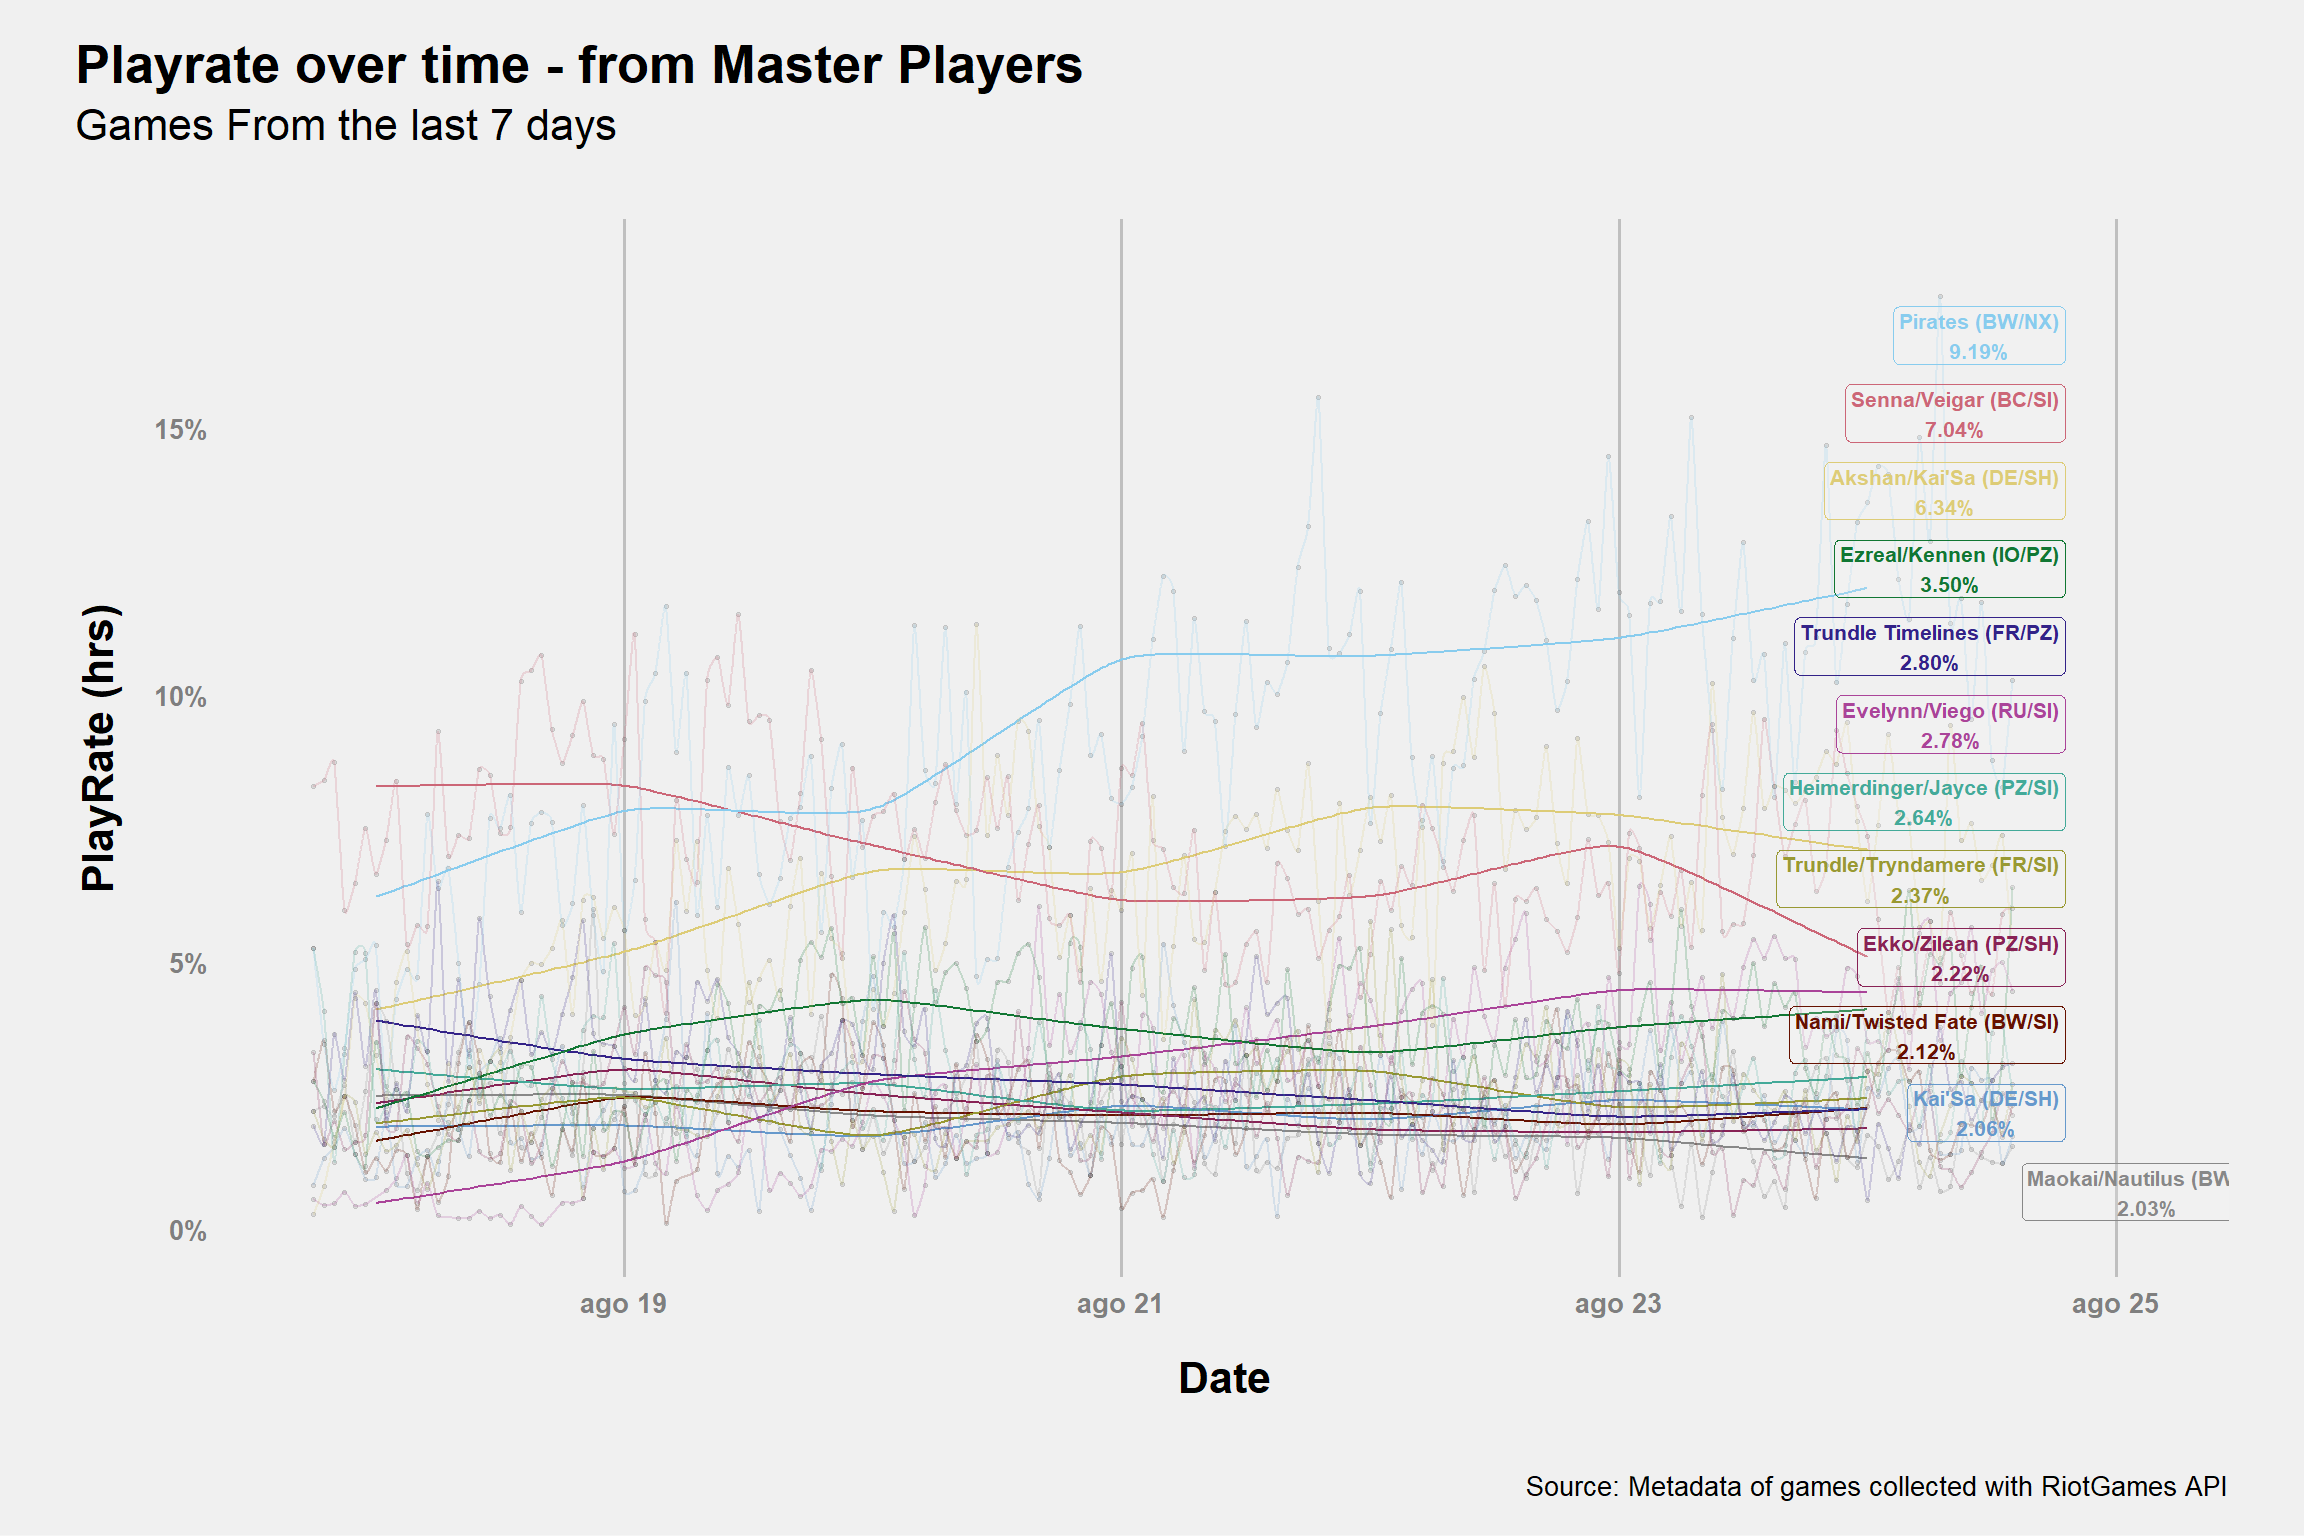 Playrate over time - from Master Players
Games From the last 7 days
PlayRate (hrs)
15%
10%
5%
0%
Pirates (BW/NX)
9.19%
Senna/Veigar (BC/SI)
7.04%
Akshan/Kai'Sa (DE/SH)
6.34%
Ezreal/Kennen (IO/PZ)
3.50%
Trundle Timelines (FR/PZ)
2.80%
Evelynn/Viego (RU/SI)
2.78%
Heimerdinger/Jayce (PZ/SI)
2.64%
Trundle/Tryndamere (FR/SI)
2.37%
Ekko/Zilean (PZ/SH)
2.22%
Nami/Twisted Fate (BW/SI)
2.12%
Kai'Sa (DE/SH)
2.06%
Maokai/Nautilus (BW
2.03%
ago 19
ago 21
ago 23
ago 25
Date
Source: Metadata of games collected with RiotGames API